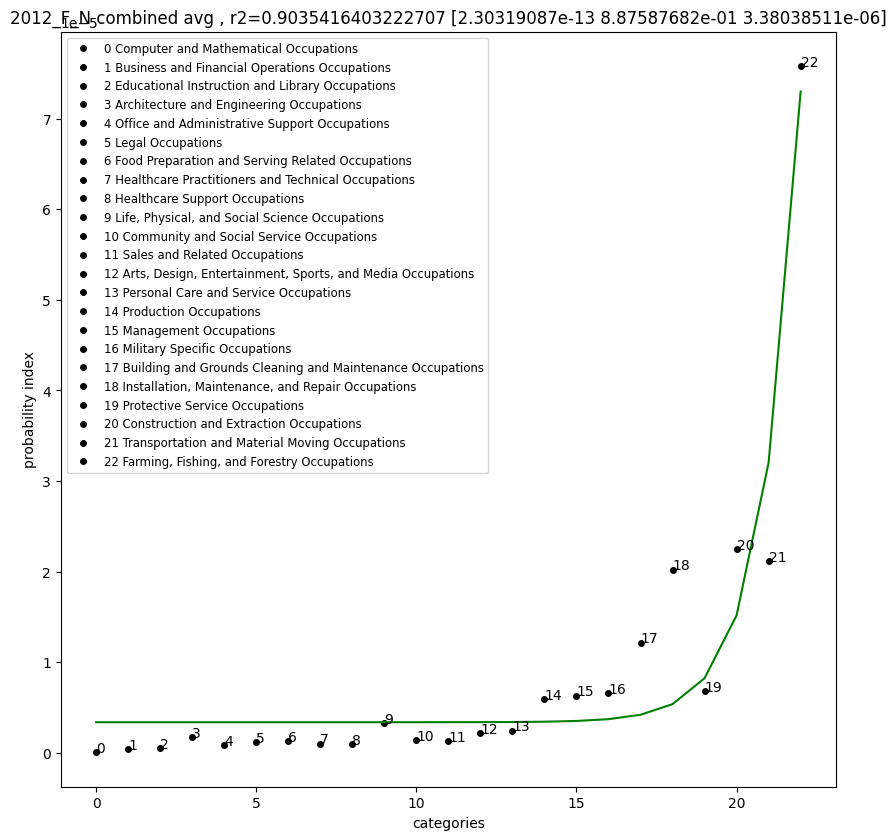 2012_F_N combined avg , r2=0.9035416403222707 [2.30319087e-13 8.87587682e-01 3.38038511e-06]
1e−5
0 Computer and Mathematical Occupations
1 Business and Financial Operations Occupations
2 Educational Instruction and Library Occupations
3 Architecture and Engineering Occupations
4 Office and Administrative Support Occupations
5 Legal Occupations
6 Food Preparation and Serving Related Occupations
7 Healthcare Practitioners and Technical Occupations
8 Healthcare Support Occupations
9 Life, Physical, and Social Science Occupations
10 Community and Social Service Occupations
11 Sales and Related Occupations
12 Arts, Design, Entertainment, Sports, and Media Occupations
13 Personal Care and Service Occupations
14 Production Occupations
15 Management Occupations
16 Military Specific Occupations
17 Building and Grounds Cleaning and Maintenance Occupations
18 Installation, Maintenance, and Repair Occupations
19 Protective Service Occupations
20 Construction and Extraction Occupations
21 Transportation and Material Moving Occupations
22 Farming, Fishing, and Forestry Occupations
probability index
7
6
5
4
3
2
1
0
0
1
2
3
4
5
6
7
8
9
10
11
12
13
14
15
16
17
18
19
20
21
22
0
5
10
15
20
categories